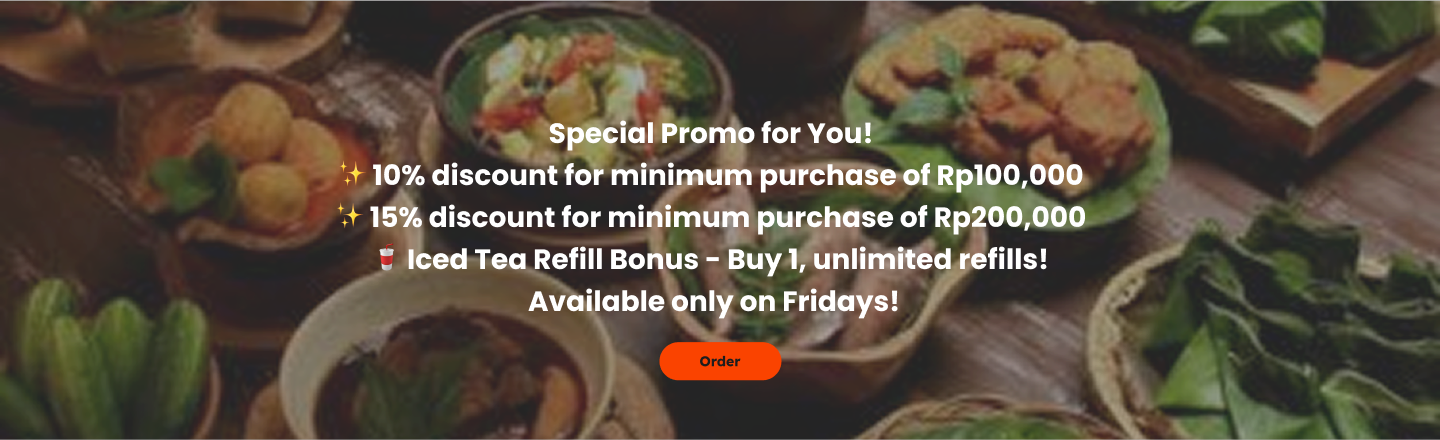 Special Promo for You!
✨ 10% discount for minimum purchase of Rp100,000
✨ 15% discount for minimum purchase of Rp200,000
🥤 Iced Tea Refill Bonus - Buy 1, unlimited refills!
Available only on Fridays!
Order